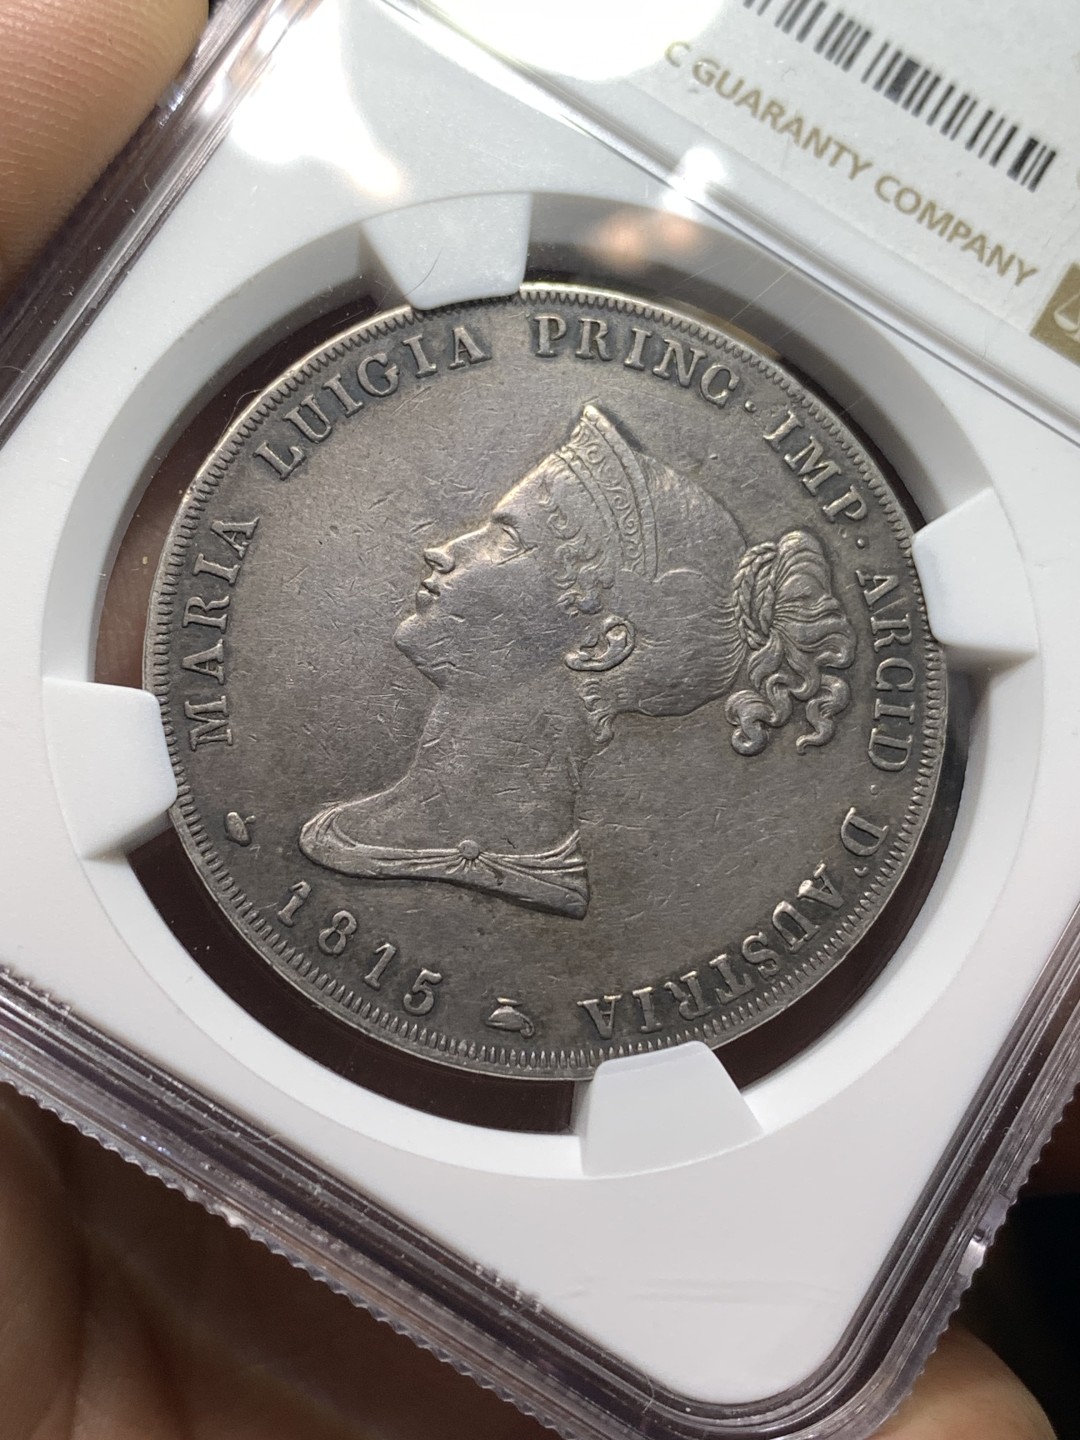 C GUARANTY COMPANY
MARIA LUIGIA PRINC · IMP · ARCID · D'AUSTRIA
1815